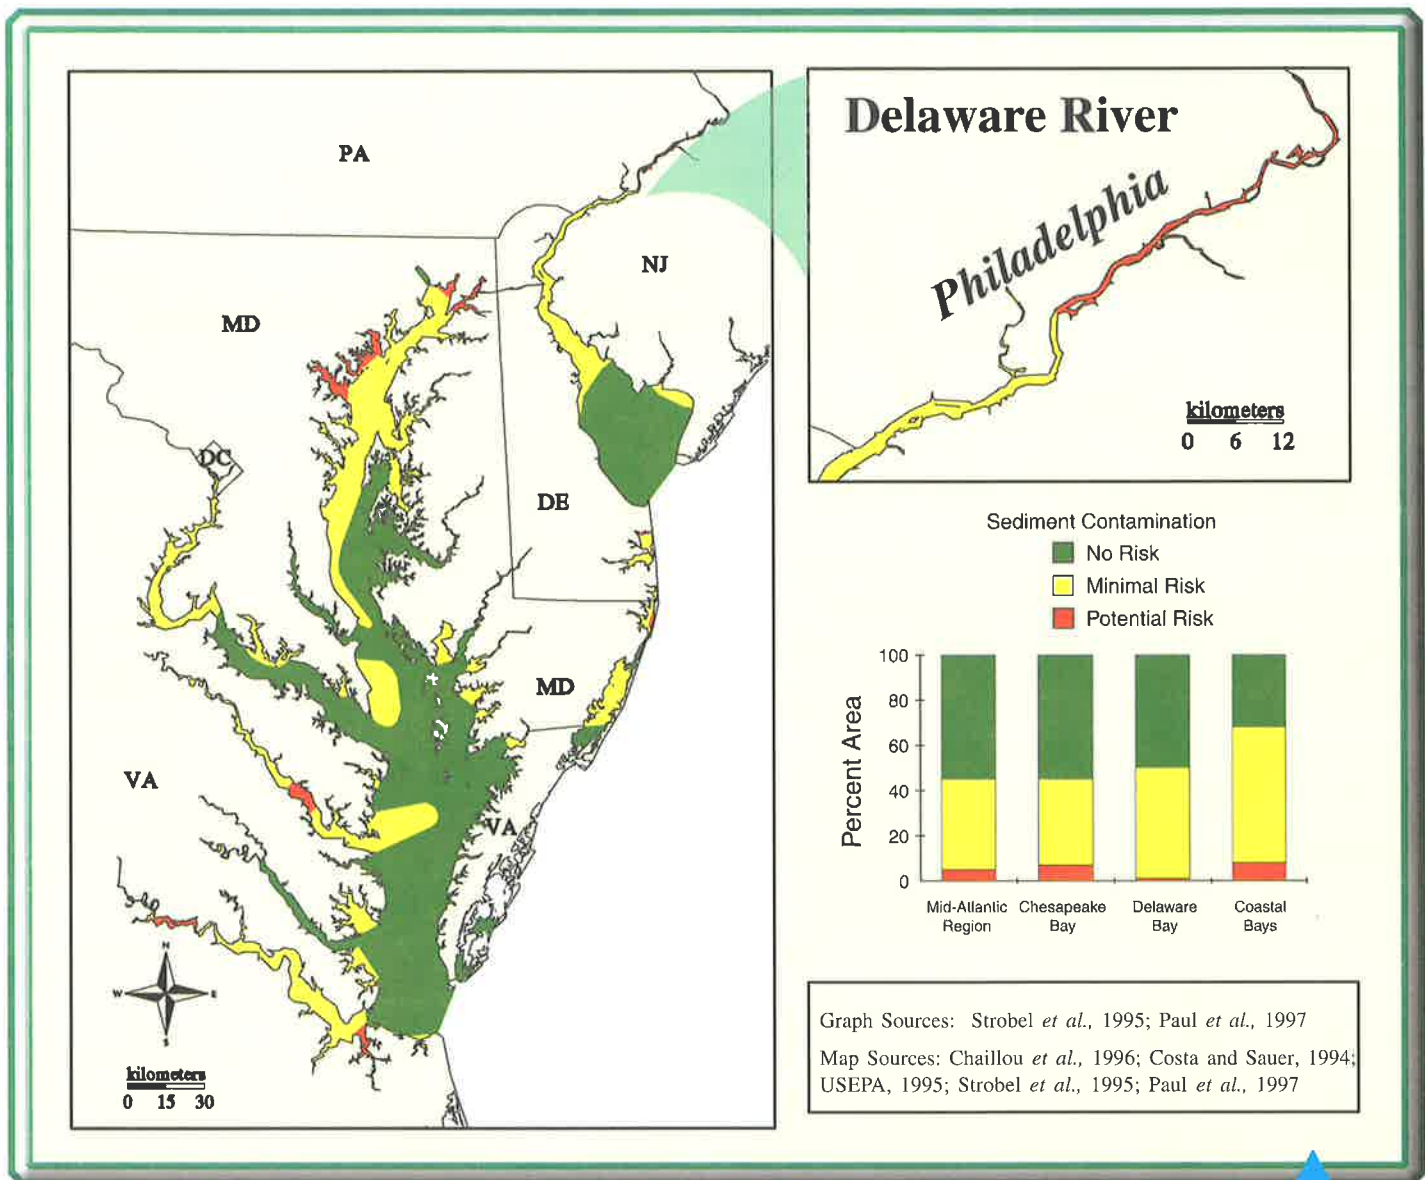 PA
NJ
MD
DC
DE
MD
VA
VA
N
W
E
S
kilometers
0 15 30
Delaware River
Philadelphia
kilometers
0 6 12
Sediment Contamination
No Risk
Minimal Risk
Potential Risk
Percent Area
100
80
60
40
20
0
Mid-Atlantic
Region
Chesapeake
Bay
Delaware
Bay
Coastal
Bays
Graph Sources: Strobel et al., 1995; Paul et al., 1997
Map Sources: Chaillou et al., 1996; Costa and Sauer, 1994;
USEPA, 1995; Strobel et al., 1995; Paul et al., 1997